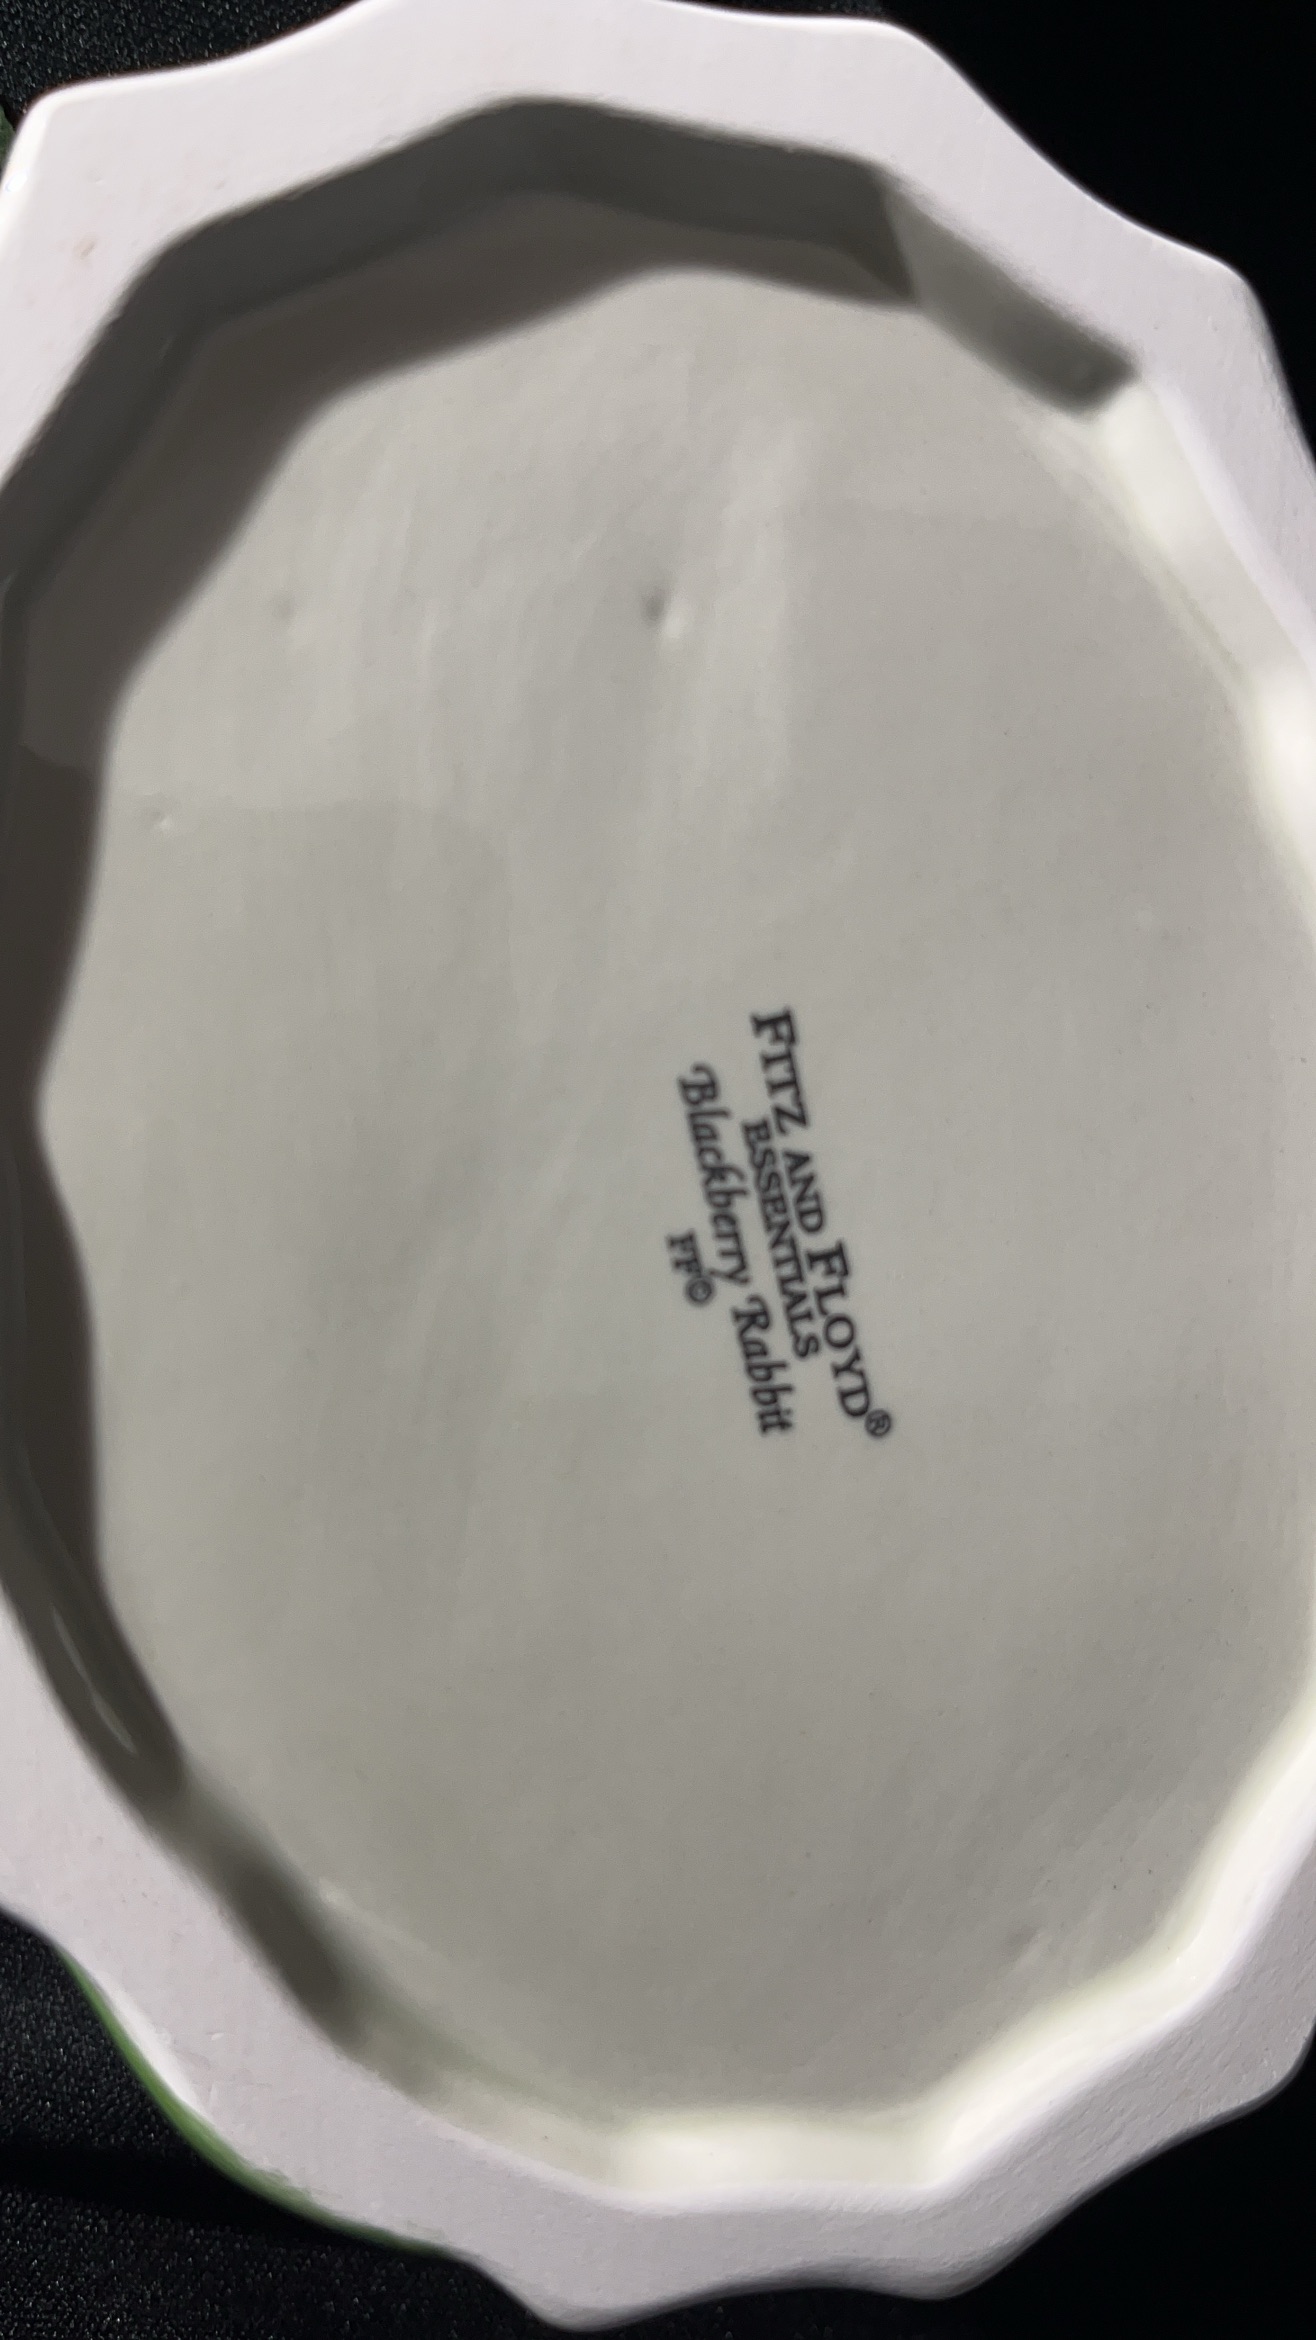 FITZ AND FLOYD®
ESSENTIALS
Blackberry Rabbit
FF©